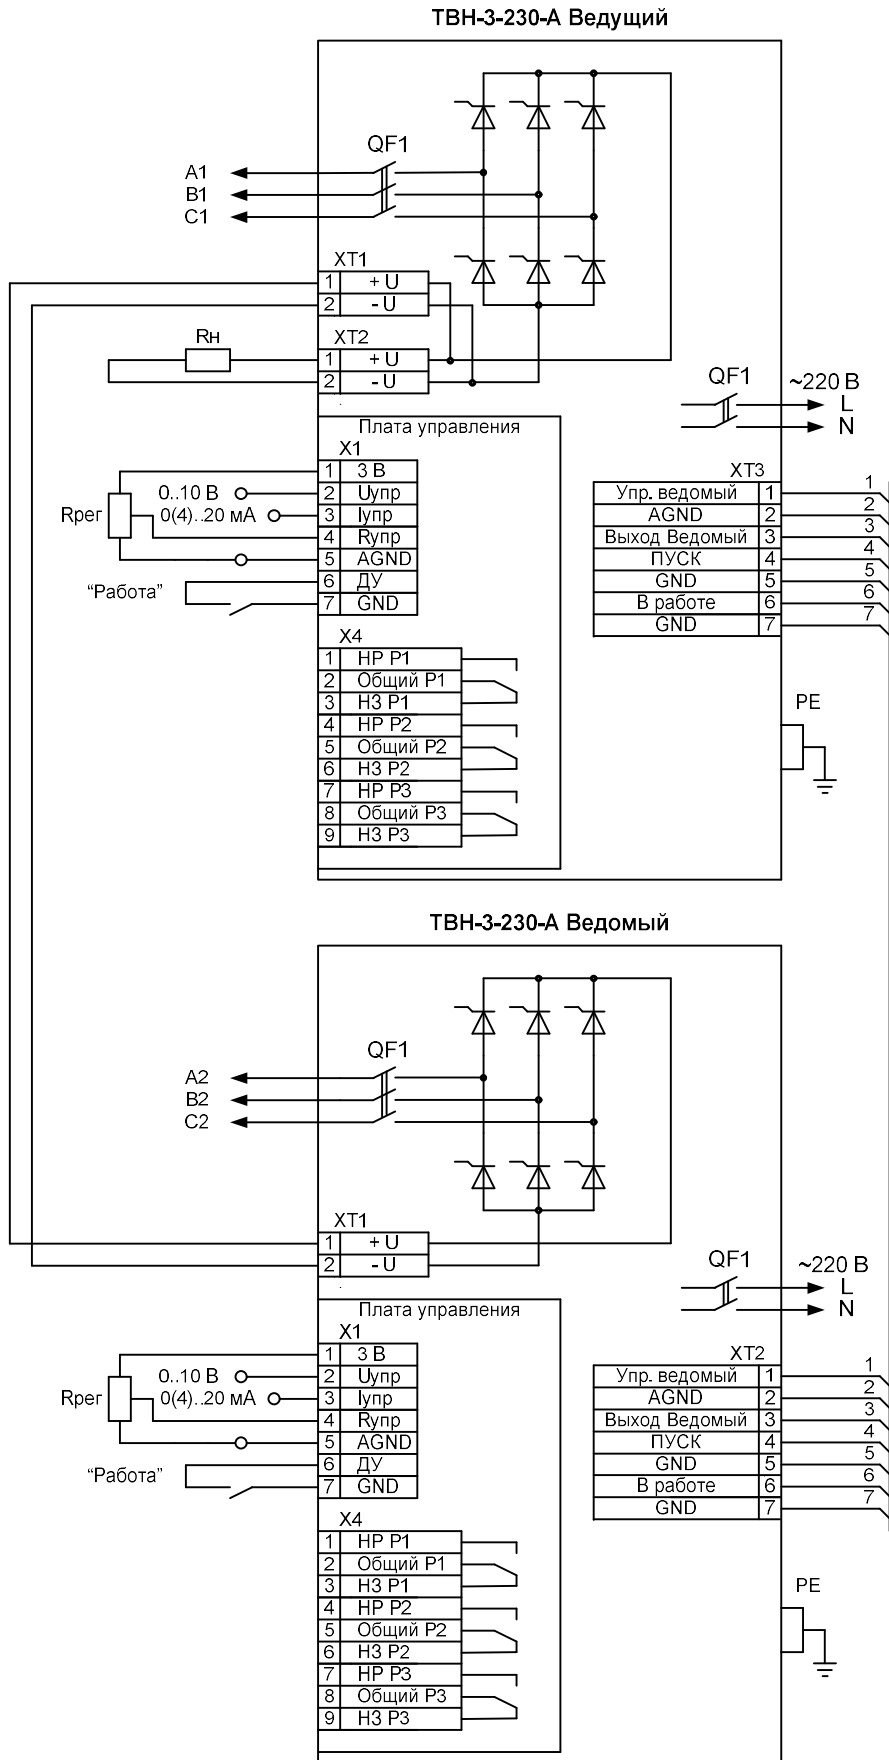 ТВН-3-230-А Ведущий
QF1
A1
B1
C1
XT1
1 + U
2 - U
Rн
XT2
1 + U
2 - U
QF1
~220 В
L
N
Плата управления
X1
1 3 В
2 Uупр
3 Iупр
4 Rупр
5 AGND
6 ДУ
7 GND
0..10 В
0(4)..20 мА
Rрег
“Работа”
XT3
Упр. ведомый 1 1
AGND 2 2
Выход Ведомый 3 3
ПУСК 4 4
GND 5 5
В работе 6 6
GND 7 7
X4
1 НР Р1
2 Общий Р1
3 НЗ Р1
4 НР Р2
5 Общий Р2
6 НЗ Р2
7 НР Р3
8 Общий Р3
9 НЗ Р3
PE
ТВН-3-230-А Ведомый
QF1
A2
B2
C2
XT1
1 + U
2 - U
QF1
~220 В
L
N
Плата управления
X1
1 3 В
2 Uупр
3 Iупр
4 Rупр
5 AGND
6 ДУ
7 GND
0..10 В
0(4)..20 мА
Rрег
“Работа”
XT2
Упр. ведомый 1 1
AGND 2 2
Выход Ведомый 3 3
ПУСК 4 4
GND 5 5
В работе 6 6
GND 7 7
X4
1 НР Р1
2 Общий Р1
3 НЗ Р1
4 НР Р2
5 Общий Р2
6 НЗ Р2
7 НР Р3
8 Общий Р3
9 НЗ Р3
PE